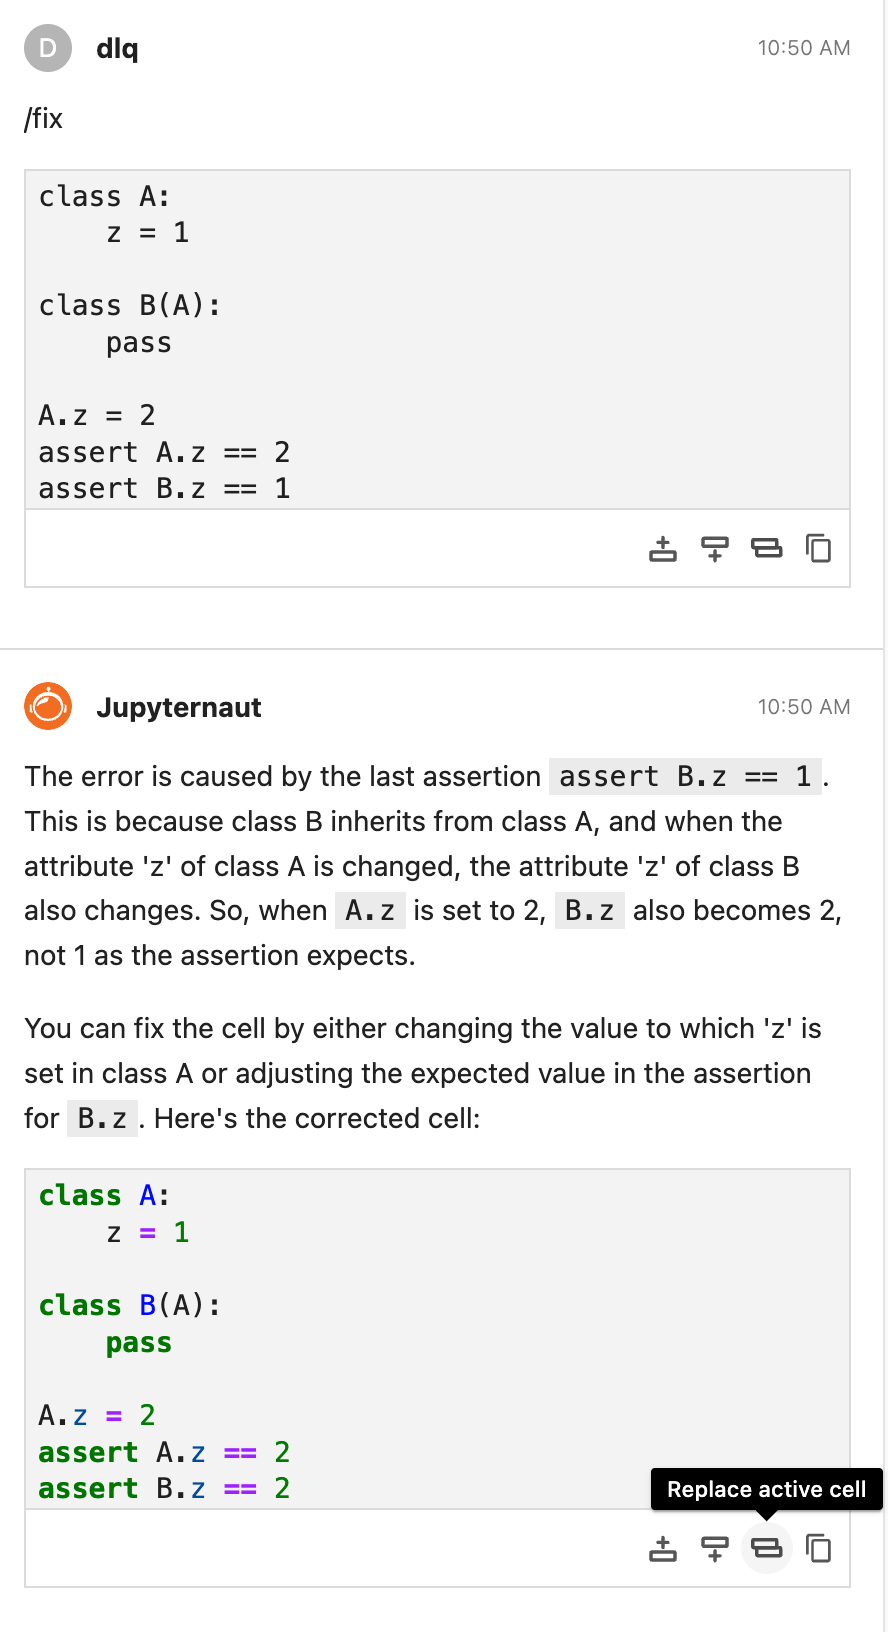 D dlq 10:50 AM
/fix
class A:
    z = 1

class B(A):
    pass

A.z = 2
assert A.z == 2
assert B.z == 1
Jupyternaut 10:50 AM
The error is caused by the last assertion assert B.z == 1.
This is because class B inherits from class A, and when the
attribute 'z' of class A is changed, the attribute 'z' of class B
also changes. So, when A.z is set to 2, B.z also becomes 2,
not 1 as the assertion expects.
You can fix the cell by either changing the value to which 'z' is
set in class A or adjusting the expected value in the assertion
for B.z. Here's the corrected cell:
class A:
    z = 1

class B(A):
    pass

A.z = 2
assert A.z == 2
assert B.z == 2
Replace active cell